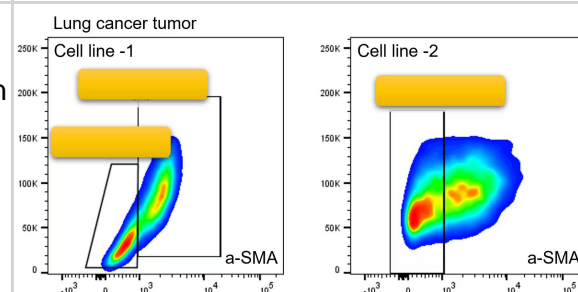 Lung cancer tumor
n
Cell line -1
250K
200K
150K
100K
50K
0
-10³ 0 10³ 10⁴ 10⁵
a-SMA
Cell line -2
250K
200K
150K
100K
50K
0
-10³ 0 10³ 10⁴ 10⁵
a-SMA